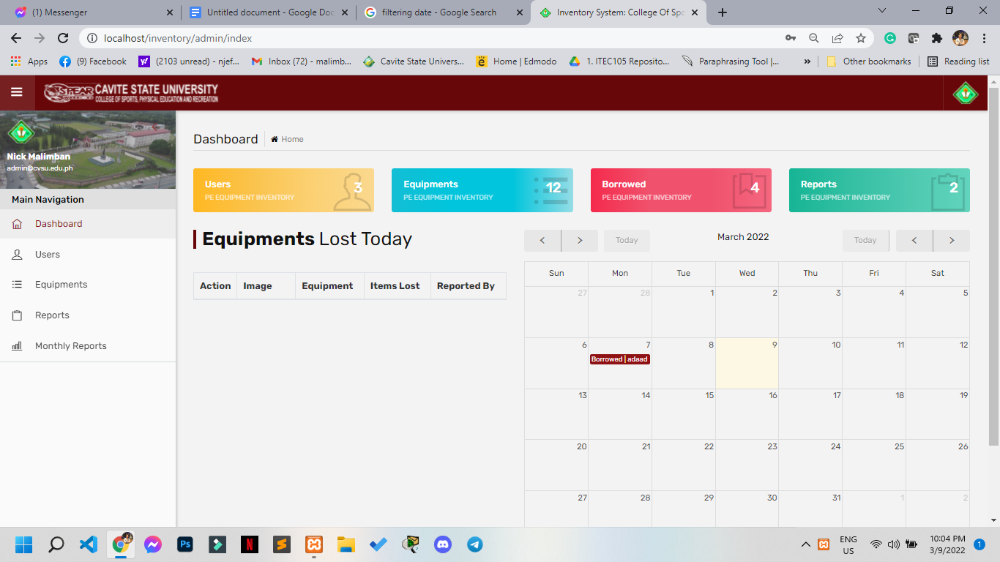 (1) Messenger
Untitled document - Google Doc
filtering date - Google Search
Inventory System: College Of Spo
localhost/inventory/admin/index
Apps
(9) Facebook
(2103 unread) - njef...
Inbox (72) - malimb...
Cavite State Univers...
Home | Edmodo
1. ITEC105 Reposito...
Paraphrasing Tool |...
»
Other bookmarks
Reading list
SPEAR
CAVITE STATE UNIVERSITY
COLLEGE OF SPORTS, PHYSICAL EDUCATION AND RECREATION
Nick Malimban
admin@cvsu.edu.ph
Main Navigation
Dashboard
Users
Equipments
Reports
Monthly Reports
Dashboard
Home
Users 3
PE EQUIPMENT INVENTORY
Equipments 12
PE EQUIPMENT INVENTORY
Borrowed 4
PE EQUIPMENT INVENTORY
Reports 2
PE EQUIPMENT INVENTORY
Equipments Lost Today
Action Image Equipment Items Lost Reported By
Today
March 2022
Today
Sun Mon Tue Wed Thu Fri Sat
27 28 1 2 3 4 5
6 7 8 9 10 11 12
Borrowed | adaad
13 14 15 16 17 18 19
20 21 22 23 24 25 26
27 28 29 30 31 1 2
Ps
N
ENG
US
10:04 PM
3/9/2022
1